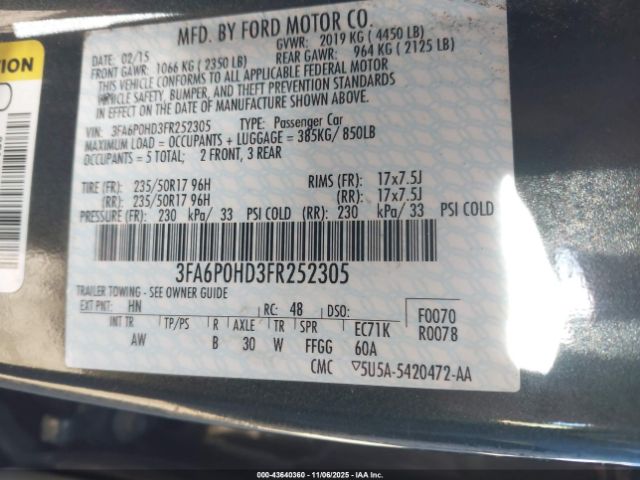 MFD. BY FORD MOTOR CO.
DATE: 02/15 GVWR: 2019 KG ( 4450 LB)
FRONT GAWR: 1066 KG ( 2350 LB) REAR GAWR: 964 KG ( 2125 LB)
THIS VEHICLE CONFORMS TO ALL APPLICABLE FEDERAL MOTOR
VEHICLE SAFETY, BUMPER, AND THEFT PREVENTION STANDARDS
IN EFFECT ON THE DATE OF MANUFACTURE SHOWN ABOVE.
VIN: 3FA6P0HD3FR252305 TYPE: Passenger Car
MAXIMUM LOAD = OCCUPANTS + LUGGAGE = 385KG/ 850LB
OCCUPANTS = 5 TOTAL; 2 FRONT, 3 REAR
TIRE (FR): 235/50R17 96H RIMS (FR): 17x7.5J
(RR): 235/50R17 96H (RR): 17x7.5J
PRESSURE (FR): 230 kPa/ 33 PSI COLD (RR): 230 kPa/ 33 PSI COLD
3FA6P0HD3FR252305
TRAILER TOWING - SEE OWNER GUIDE
EXT PNT: HN RC: 48 DSO: F0070
INT TR TP/PS R AXLE TR SPR EC71K R0078
AW B 30 W FFGG 60A
CMC 5U5A-5420472-AA
TION
000-43640360 11/06/2025 IAAI.COM